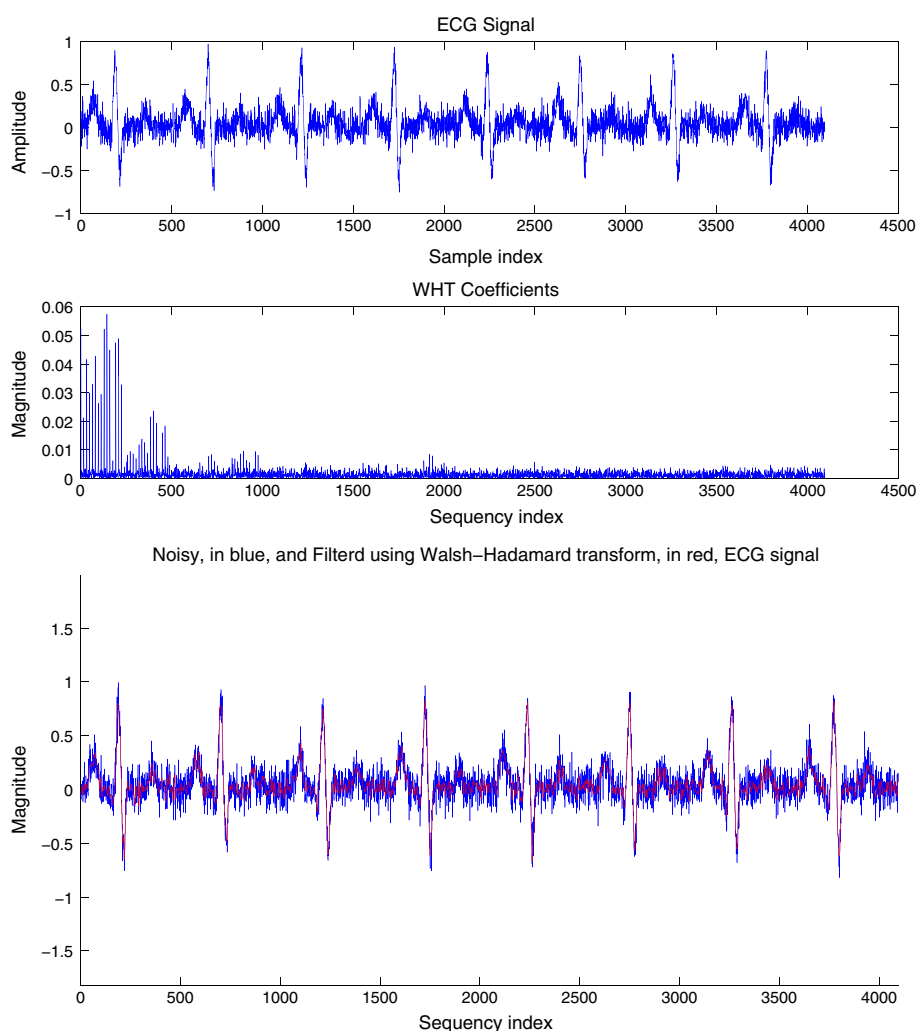 ECG Signal
1
0.5
0
−0.5
−1
Amplitude
0 500 1000 1500 2000 2500 3000 3500 4000 4500
Sample index
WHT Coefficients
0.06
0.05
0.04
0.03
0.02
0.01
0
Magnitude
0 500 1000 1500 2000 2500 3000 3500 4000 4500
Sequency index
Noisy, in blue, and Filterd using Walsh−Hadamard transform, in red, ECG signal
1.5
1
0.5
0
−0.5
−1
−1.5
Magnitude
0 500 1000 1500 2000 2500 3000 3500 4000
Sequency index